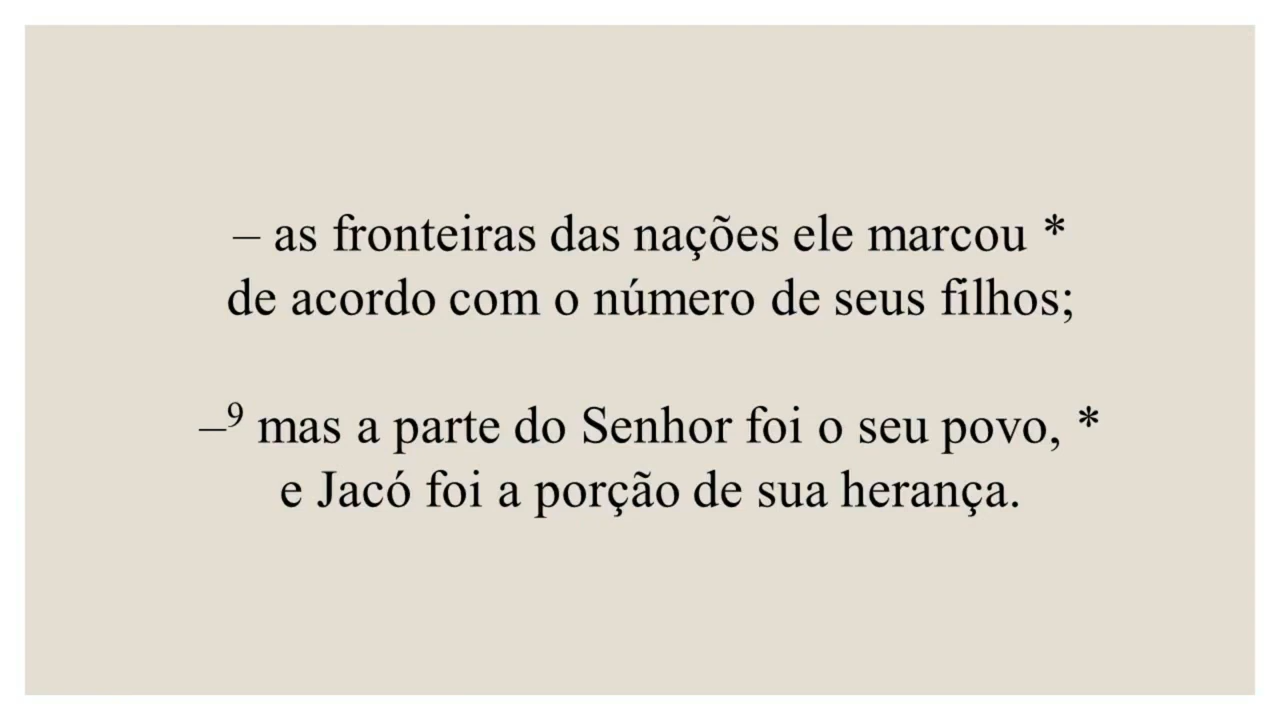 – as fronteiras das nações ele marcou *
de acordo com o número de seus filhos;
–⁹ mas a parte do Senhor foi o seu povo, *
e Jacó foi a porção de sua herança.